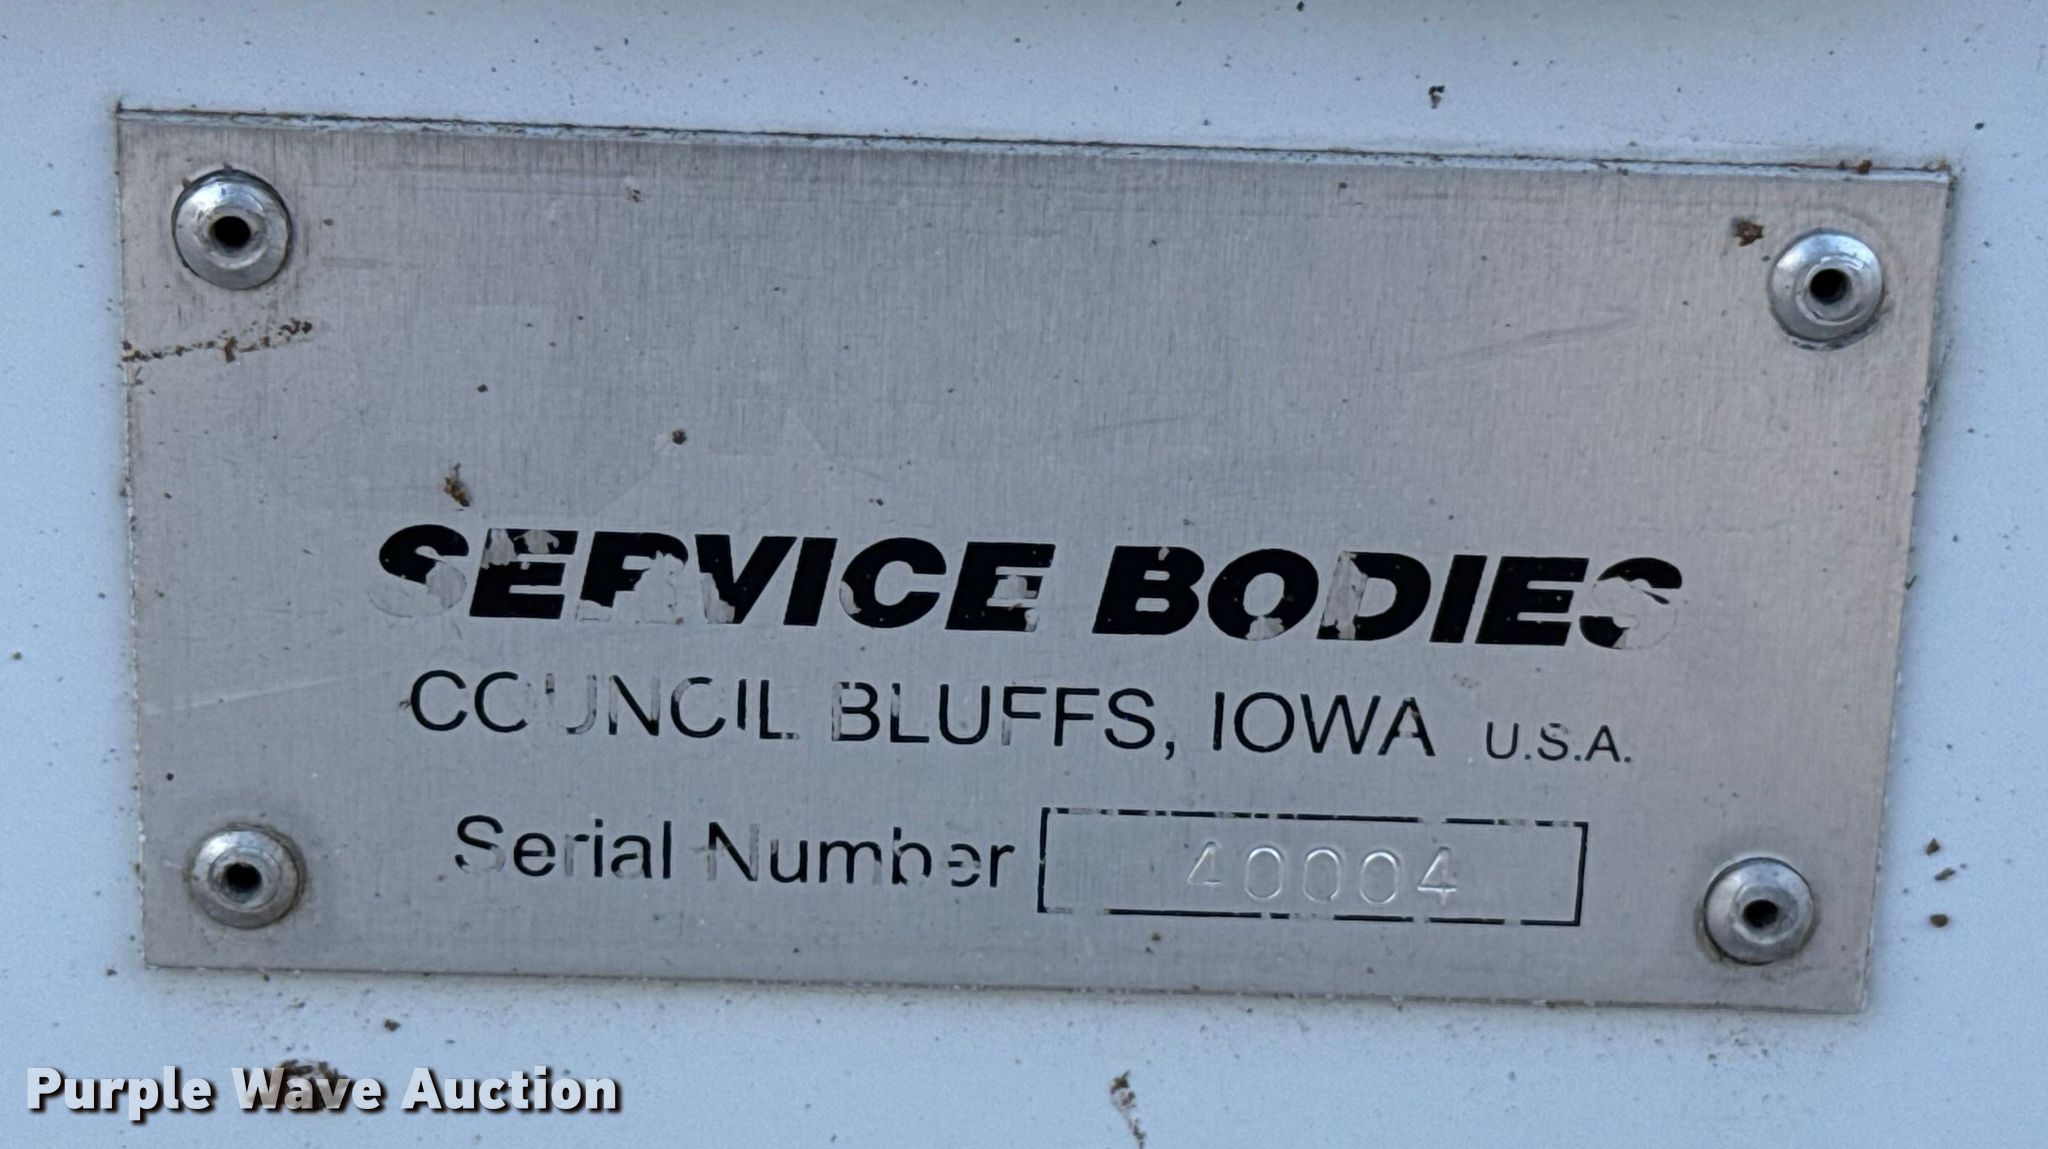 SERVICE BODIES
COUNCIL BLUFFS, IOWA U.S.A.
Serial Number 40004
Purple Wave Auction